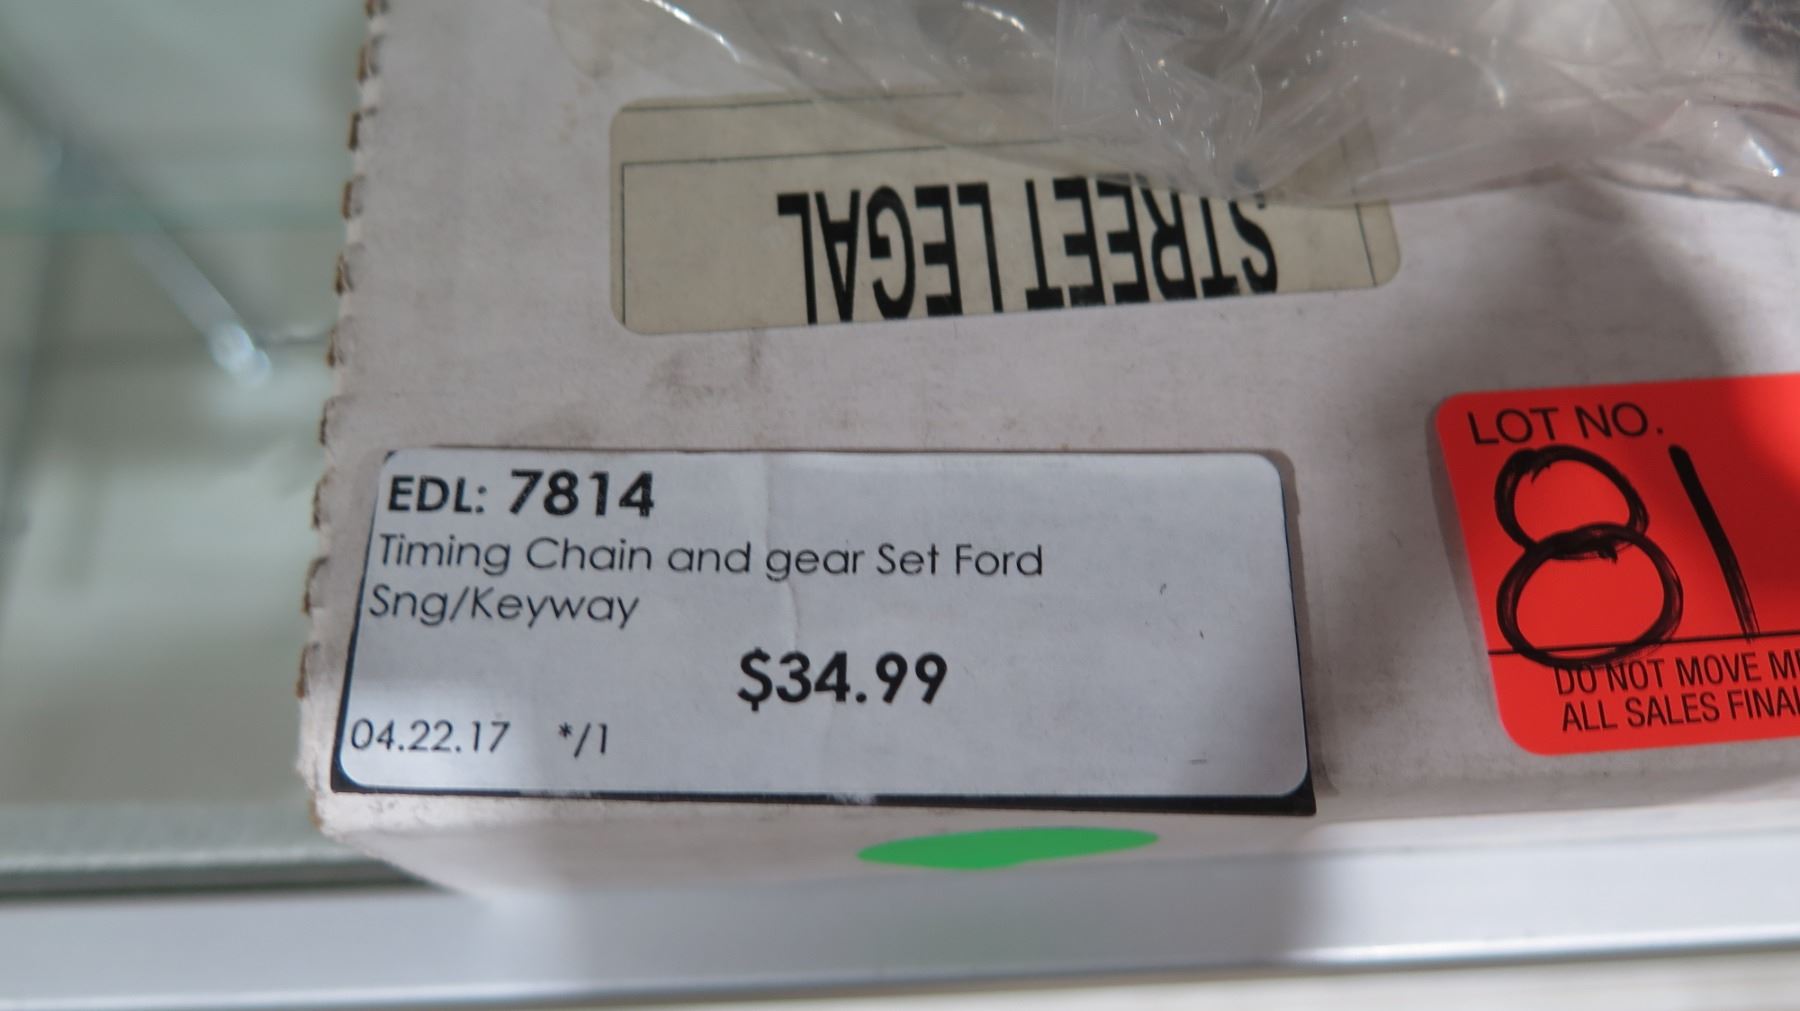 STREET LEGAL
EDL: 7814
Timing Chain and gear Set Ford
Sng/Keyway
$34.99
04.22.17 */1
LOT NO.
81
DO NOT MOVE
ALL SALES FINAL